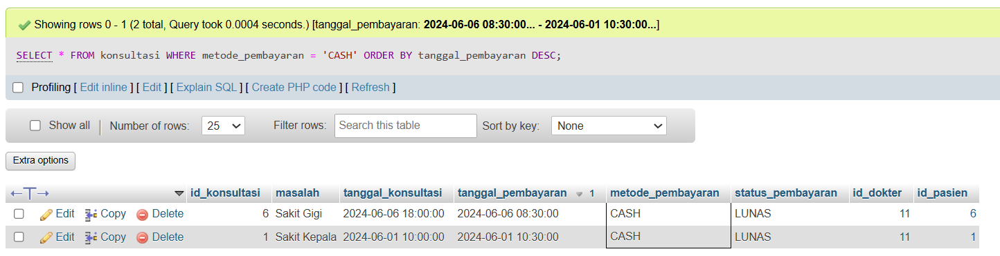 Showing rows 0 - 1 (2 total, Query took 0.0004 seconds.) [tanggal_pembayaran: 2024-06-06 08:30:00... - 2024-06-01 10:30:00...]
SELECT * FROM konsultasi WHERE metode_pembayaran = 'CASH' ORDER BY tanggal_pembayaran DESC;
Profiling [ Edit inline ] [ Edit ] [ Explain SQL ] [ Create PHP code ] [ Refresh ]
Show all Number of rows: 25 Filter rows: Search this table Sort by key: None
Extra options
id_konsultasi masalah tanggal_konsultasi tanggal_pembayaran 1 metode_pembayaran status_pembayaran id_dokter id_pasien
Edit Copy Delete 6 Sakit Gigi 2024-06-06 18:00:00 2024-06-06 08:30:00 CASH LUNAS 11 6
Edit Copy Delete 1 Sakit Kepala 2024-06-01 10:00:00 2024-06-01 10:30:00 CASH LUNAS 11 1